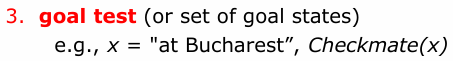 3. goal test (or set of goal states)
e.g., x = "at Bucharest”, Checkmate(x)